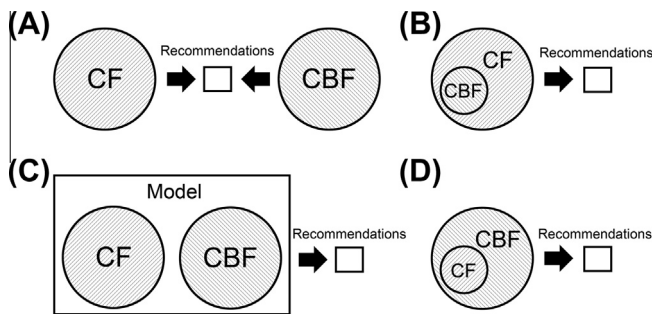 (A)
CF
Recommendations
CBF
(B)
CF
CBF
Recommendations
(C)
Model
CF
CBF
Recommendations
(D)
CBF
CF
Recommendations